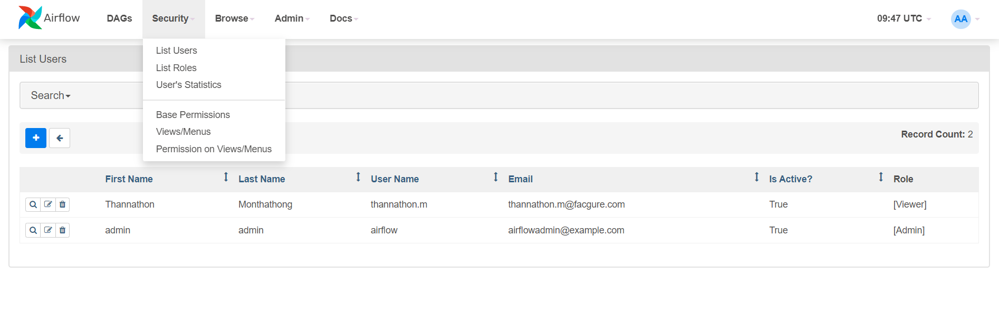 Airflow DAGs Security Browse Admin Docs 09:47 UTC AA
List Users
List Users
List Roles
User's Statistics
Base Permissions
Views/Menus
Permission on Views/Menus
Search
Record Count: 2
First Name Last Name User Name Email Is Active? Role
Thannathon Monthathong thannathon.m thannathon.m@facgure.com True [Viewer]
admin admin airflow airflowadmin@example.com True [Admin]